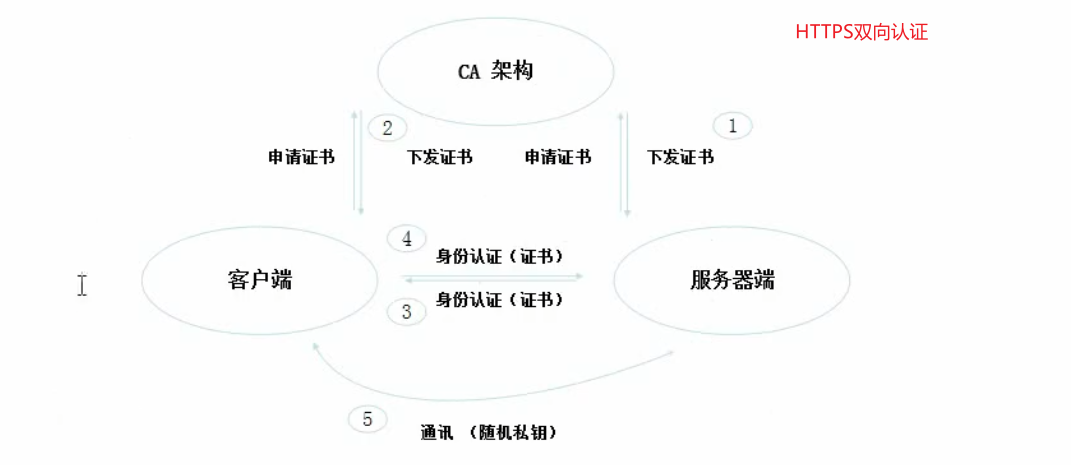 HTTPS双向认证
CA 架构
②
①
申请证书
下发证书
申请证书
下发证书
④
身份认证（证书）
客户端
服务器端
身份认证（证书）
③
⑤
通讯 （随机私钥）